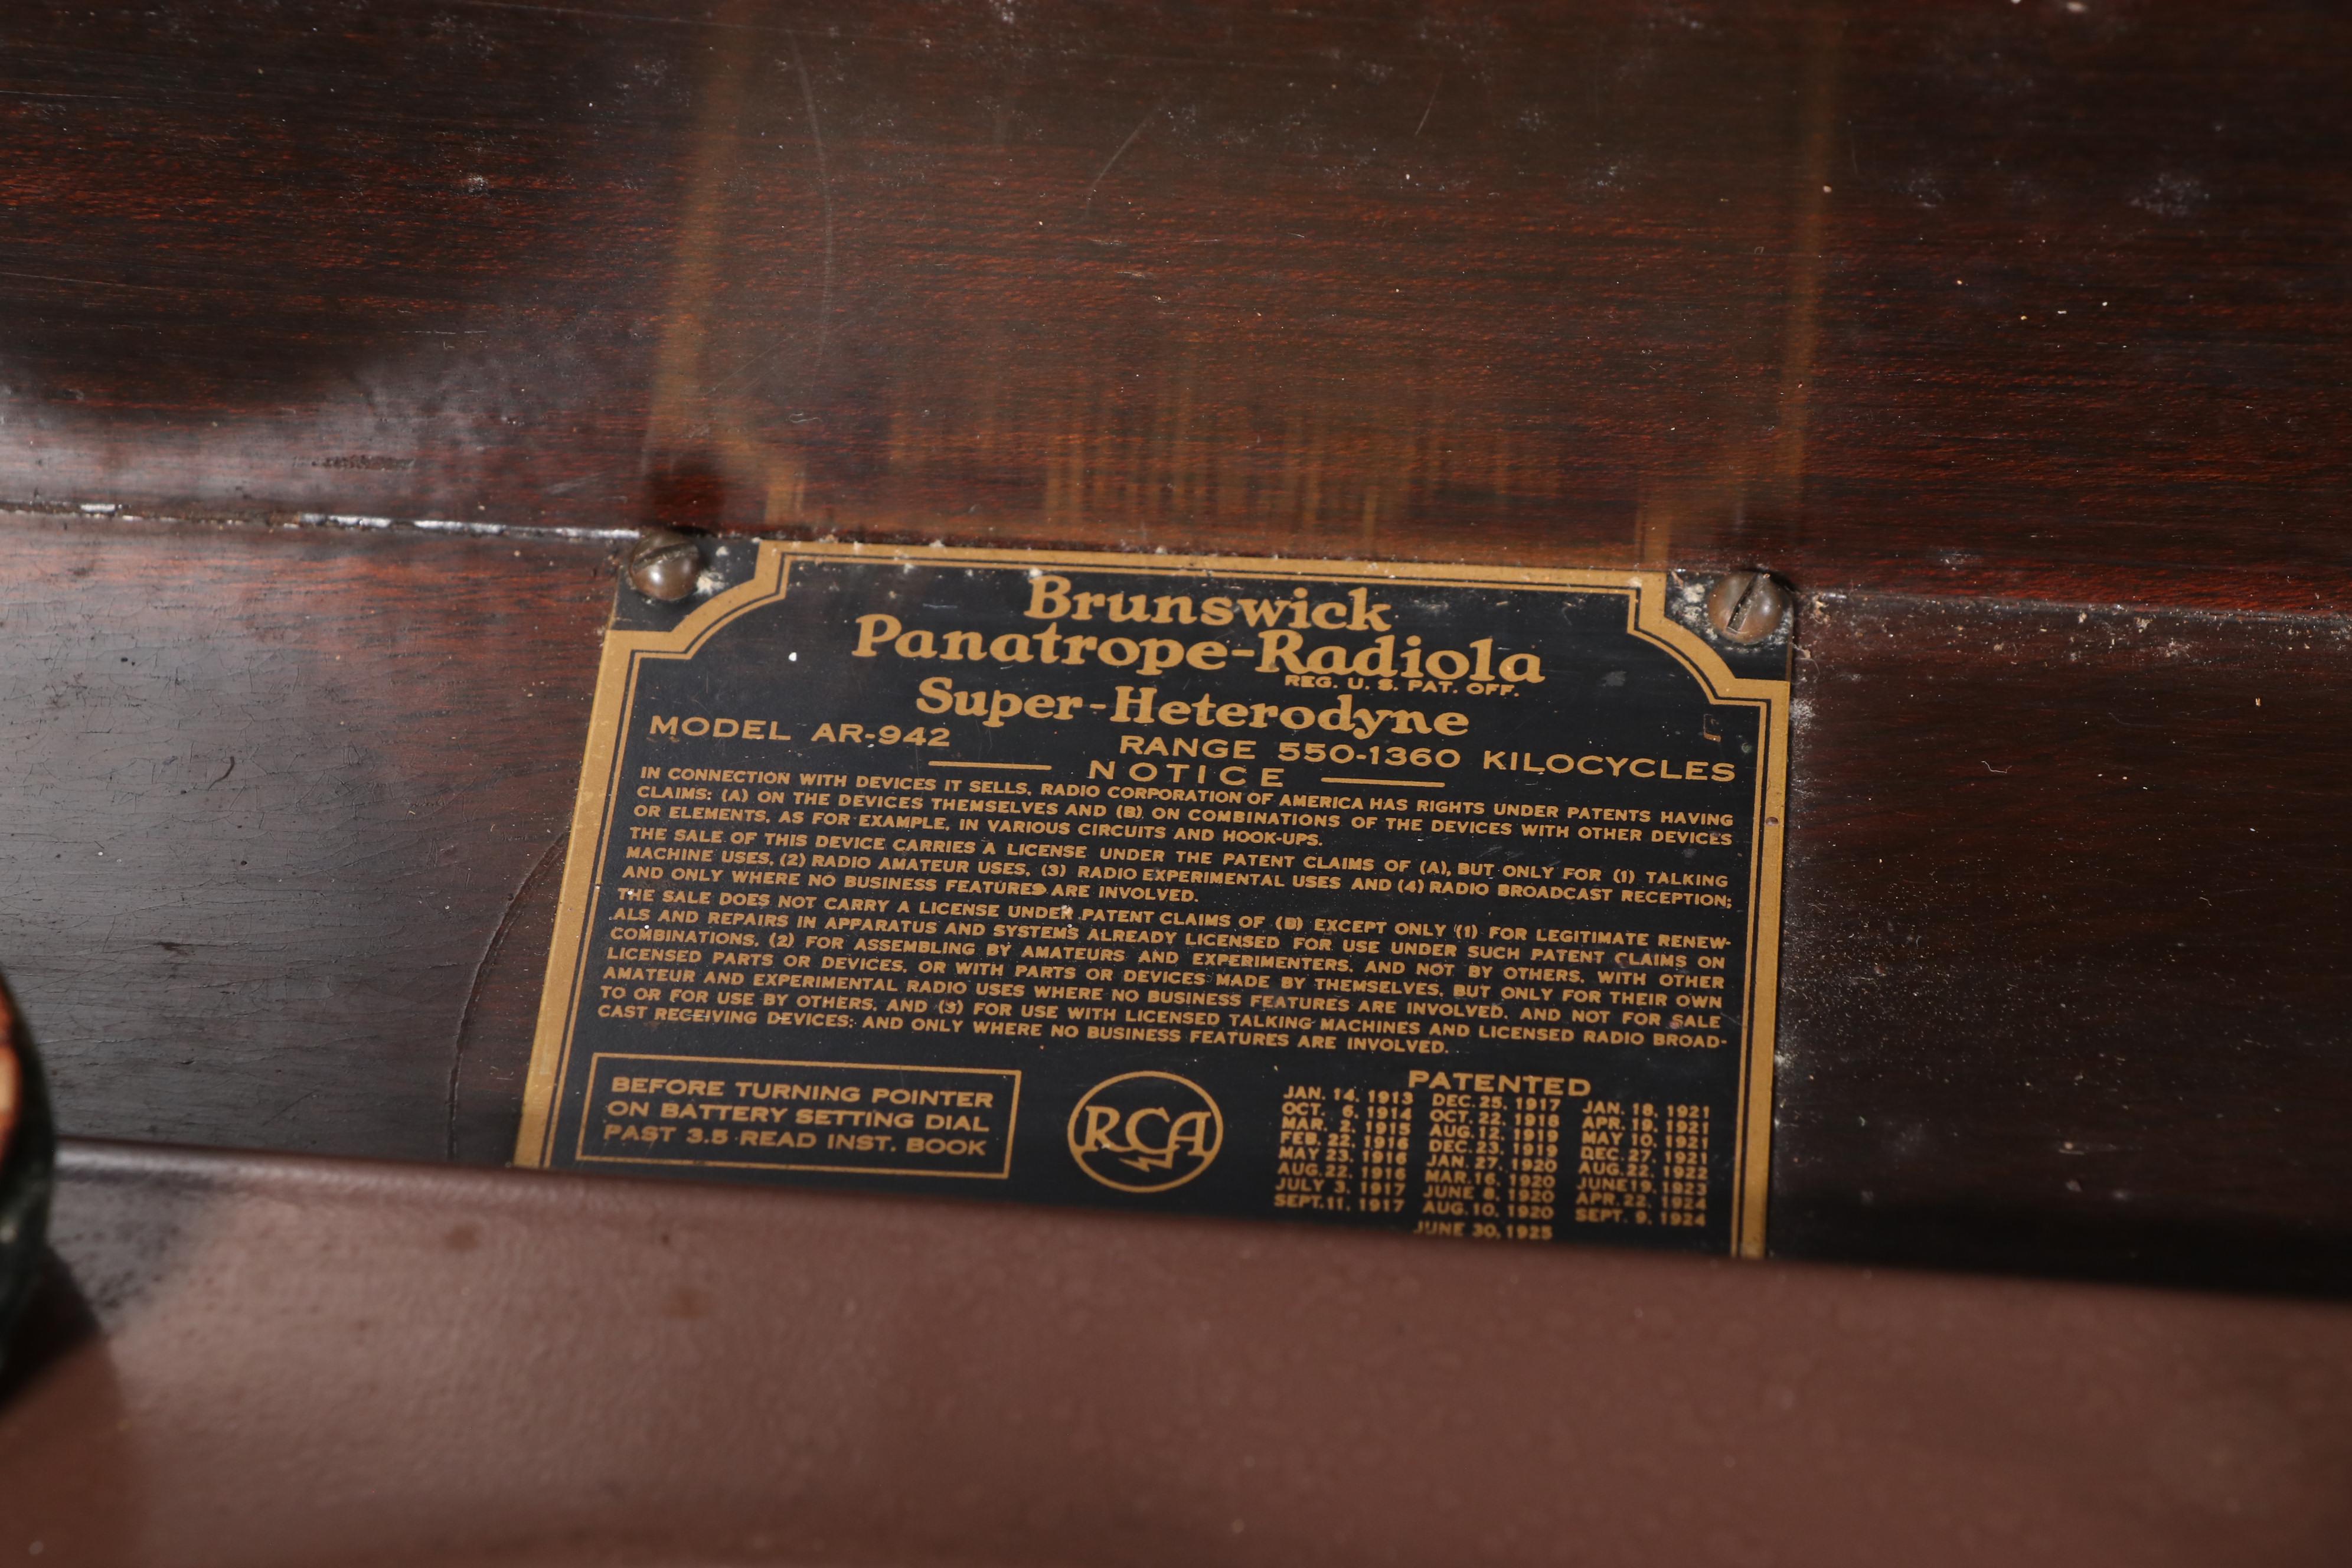 Brunswick
Panatrope-Radiola
REG. U. S. PAT. OFF.
Super-Heterodyne
MODEL AR-942 RANGE 550-1360 KILOCYCLES
NOTICE
IN CONNECTION WITH DEVICES IT SELLS, RADIO CORPORATION OF AMERICA HAS RIGHTS UNDER PATENTS HAVING
CLAIMS: (A) ON THE DEVICES THEMSELVES AND (B) ON COMBINATIONS OF THE DEVICES WITH OTHER DEVICES
OR ELEMENTS, AS FOR EXAMPLE, IN VARIOUS CIRCUITS AND HOOK-UPS.
THE SALE OF THIS DEVICE CARRIES A LICENSE UNDER THE PATENT CLAIMS OF (A), BUT ONLY FOR (1) TALKING
MACHINE USES, (2) RADIO AMATEUR USES, (3) RADIO EXPERIMENTAL USES AND (4) RADIO BROADCAST RECEPTION;
AND ONLY WHERE NO BUSINESS FEATURES ARE INVOLVED.
THE SALE DOES NOT CARRY A LICENSE UNDER PATENT CLAIMS OF (B) EXCEPT ONLY (1) FOR LEGITIMATE RENEW-
ALS AND REPAIRS IN APPARATUS AND SYSTEMS ALREADY LICENSED FOR USE UNDER SUCH PATENT CLAIMS ON
COMBINATIONS, (2) FOR ASSEMBLING BY AMATEURS AND EXPERIMENTERS, AND NOT BY OTHERS, WITH OTHER
LICENSED PARTS OR DEVICES, OR WITH PARTS OR DEVICES MADE BY THEMSELVES, BUT ONLY FOR THEIR OWN
AMATEUR AND EXPERIMENTAL RADIO USES WHERE NO BUSINESS FEATURES ARE INVOLVED, AND NOT FOR SALE
TO OR FOR USE BY OTHERS, AND (3) FOR USE WITH LICENSED TALKING MACHINES AND LICENSED RADIO BROAD-
CAST RECEIVING DEVICES; AND ONLY WHERE NO BUSINESS FEATURES ARE INVOLVED.
BEFORE TURNING POINTER
ON BATTERY SETTING DIAL
PAST 3.5 READ INST. BOOK
RCA
PATENTED
JAN. 14, 1913 DEC. 25, 1917 JAN. 18, 1921
OCT. 6, 1914 OCT. 22, 1918 APR. 19, 1921
MAR. 2, 1915 AUG. 12, 1919 MAY 10, 1921
FEB. 22, 1916 DEC. 23, 1919 DEC. 27, 1921
MAY 23, 1916 JAN. 27, 1920 AUG. 22, 1922
AUG. 22, 1916 MAR. 16, 1920 JUNE 19, 1923
JULY 3, 1917 JUNE 8, 1920 APR. 22, 1924
SEPT. 11, 1917 AUG. 10, 1920 SEPT. 9, 1924
JUNE 30, 1925